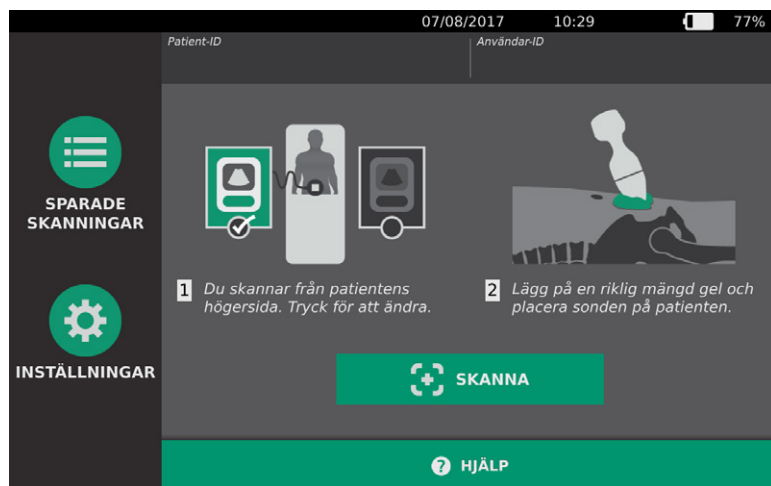 07/08/2017 10:29 77%
Patient-ID
Användar-ID
SPARADE
SKANNINGAR
INSTÄLLNINGAR
1 Du skannar från patientens
högersida. Tryck för att ändra.
2 Lägg på en riklig mängd gel och
placera sonden på patienten.
SKANNA
? HJÄLP